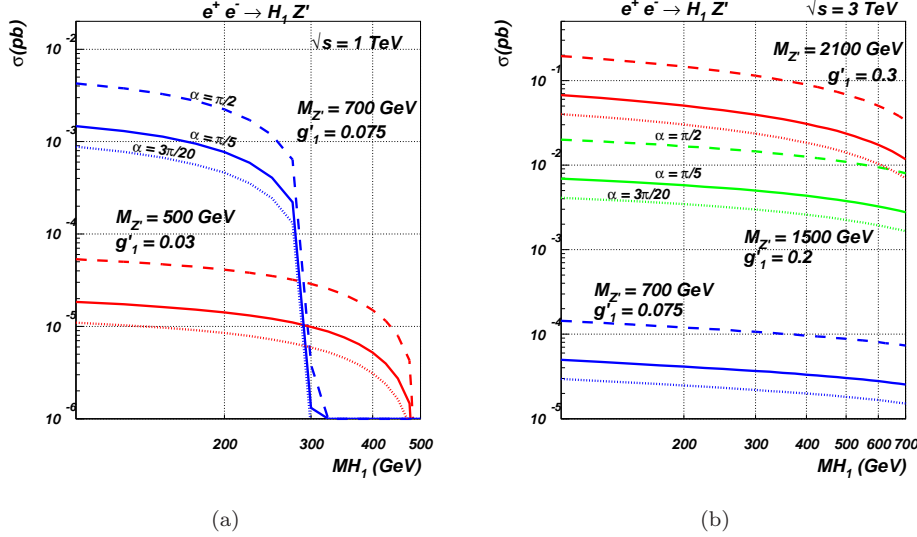 e⁺ e⁻ → H₁ Z'
σ(pb)
√s = 1 TeV
10⁻²
10⁻³
10⁻⁴
10⁻⁵
10⁻⁶
α = π/2
M_Z' = 700 GeV
g'₁ = 0.075
α = π/5
α = 3π/20
M_Z' = 500 GeV
g'₁ = 0.03
200 300 400 500
MH₁ (GeV)
(a)
e⁺ e⁻ → H₁ Z'
σ(pb)
√s = 3 TeV
10⁻¹
10⁻²
10⁻³
10⁻⁴
10⁻⁵
M_Z' = 2100 GeV
g'₁ = 0.3
α = π/2
α = π/5
α = 3π/20
M_Z' = 1500 GeV
g'₁ = 0.2
M_Z' = 700 GeV
g'₁ = 0.075
200 300 400 500 600 700
MH₁ (GeV)
(b)